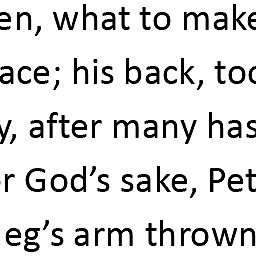 en, what to make
ace; his back, too
y, after many has
r God’s sake, Pet
eg’s arm thrown